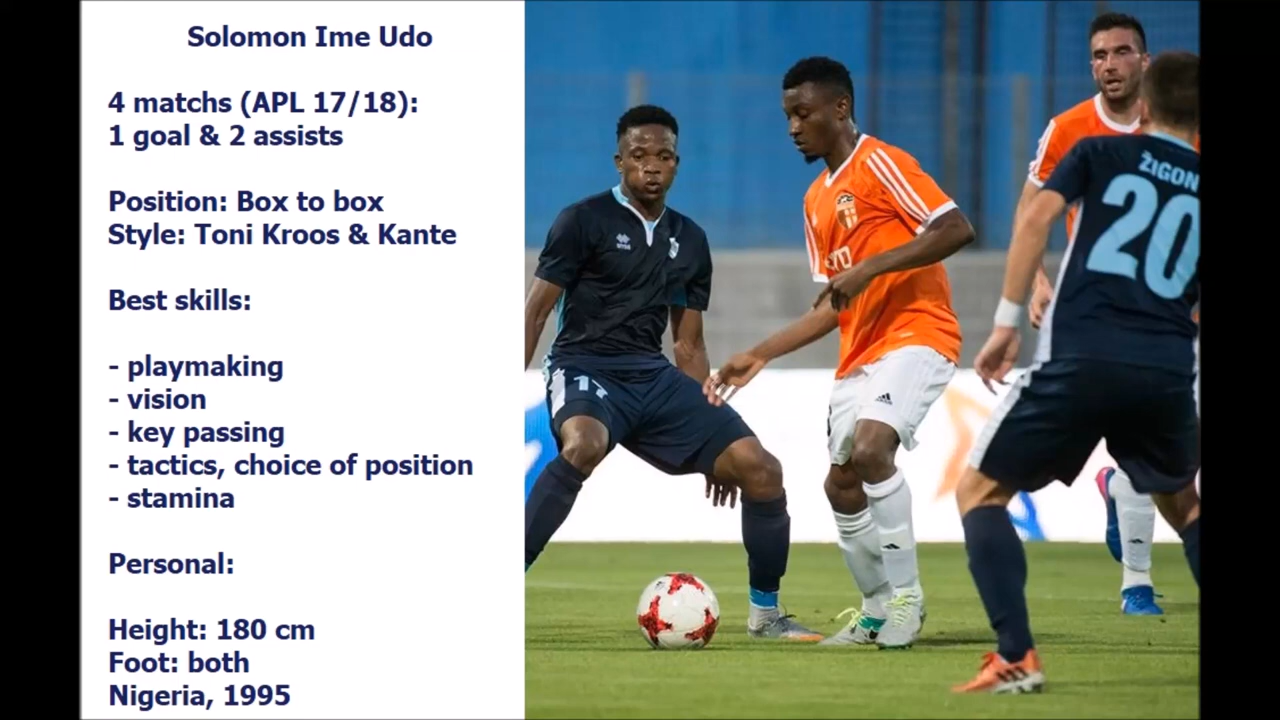 Solomon Ime Udo
4 matchs (APL 17/18):
1 goal & 2 assists
Position: Box to box
Style: Toni Kroos & Kante
Best skills:
- playmaking
- vision
- key passing
- tactics, choice of position
- stamina
Personal:
Height: 180 cm
Foot: both
Nigeria, 1995
17
ŽIGON
20